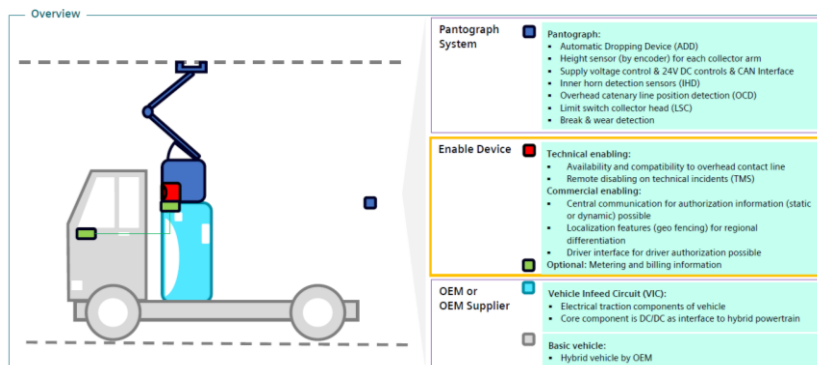 Overview
Pantograph
System
Pantograph:
• Automatic Dropping Device (ADD)
• Height sensor (by encoder) for each collector arm
• Supply voltage control & 24V DC controls & CAN Interface
• Inner horn detection sensors (IHD)
• Overhead catenary line position detection (OCD)
• Limit switch collector head (LSC)
• Break & wear detection
Enable Device
Technical enabling:
• Availability and compatibility to overhead contact line
• Remote disabling on technical incidents (TMS)
Commercial enabling:
• Central communication for authorization information (static
or dynamic) possible
• Localization features (geo fencing) for regional
differentiation
• Driver interface for driver authorization possible
Optional: Metering and billing information
OEM or
OEM Supplier
Vehicle Infeed Circuit (VIC):
• Electrical traction components of vehicle
• Core component is DC/DC as interface to hybrid powertrain
Basic vehicle:
• Hybrid vehicle by OEM